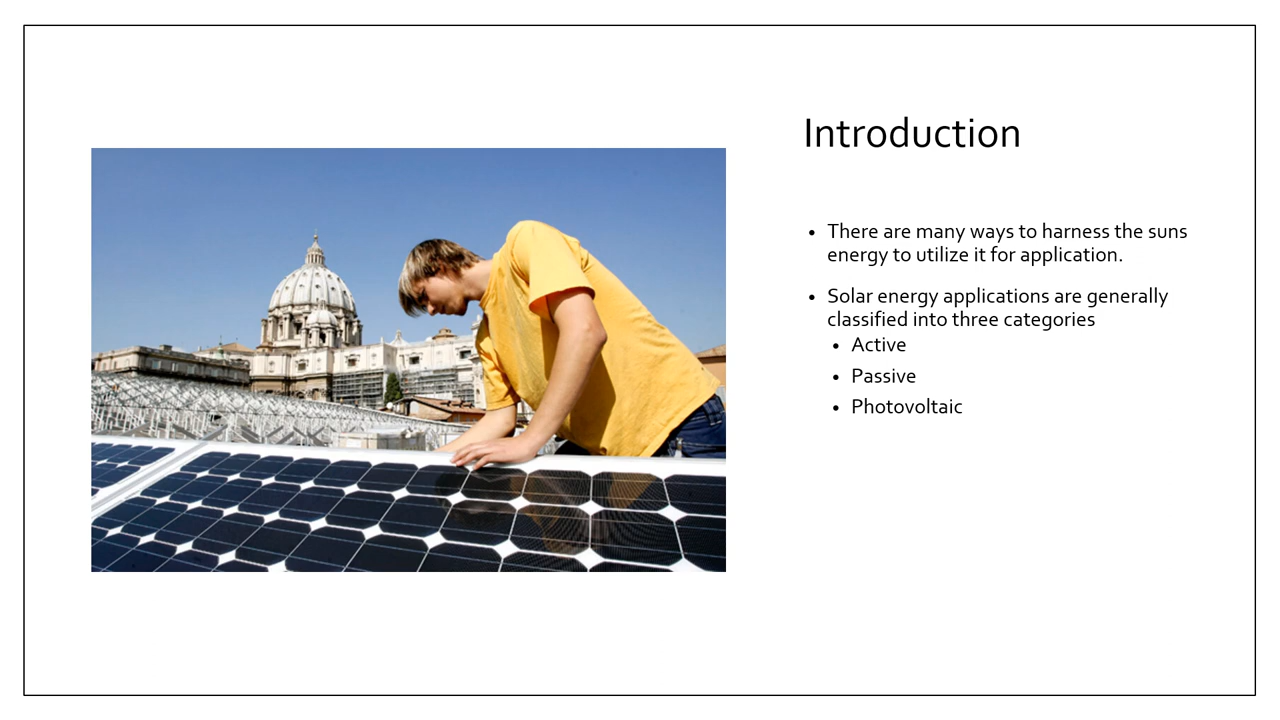 Introduction
• There are many ways to harness the suns
energy to utilize it for application.
• Solar energy applications are generally
classified into three categories
• Active
• Passive
• Photovoltaic